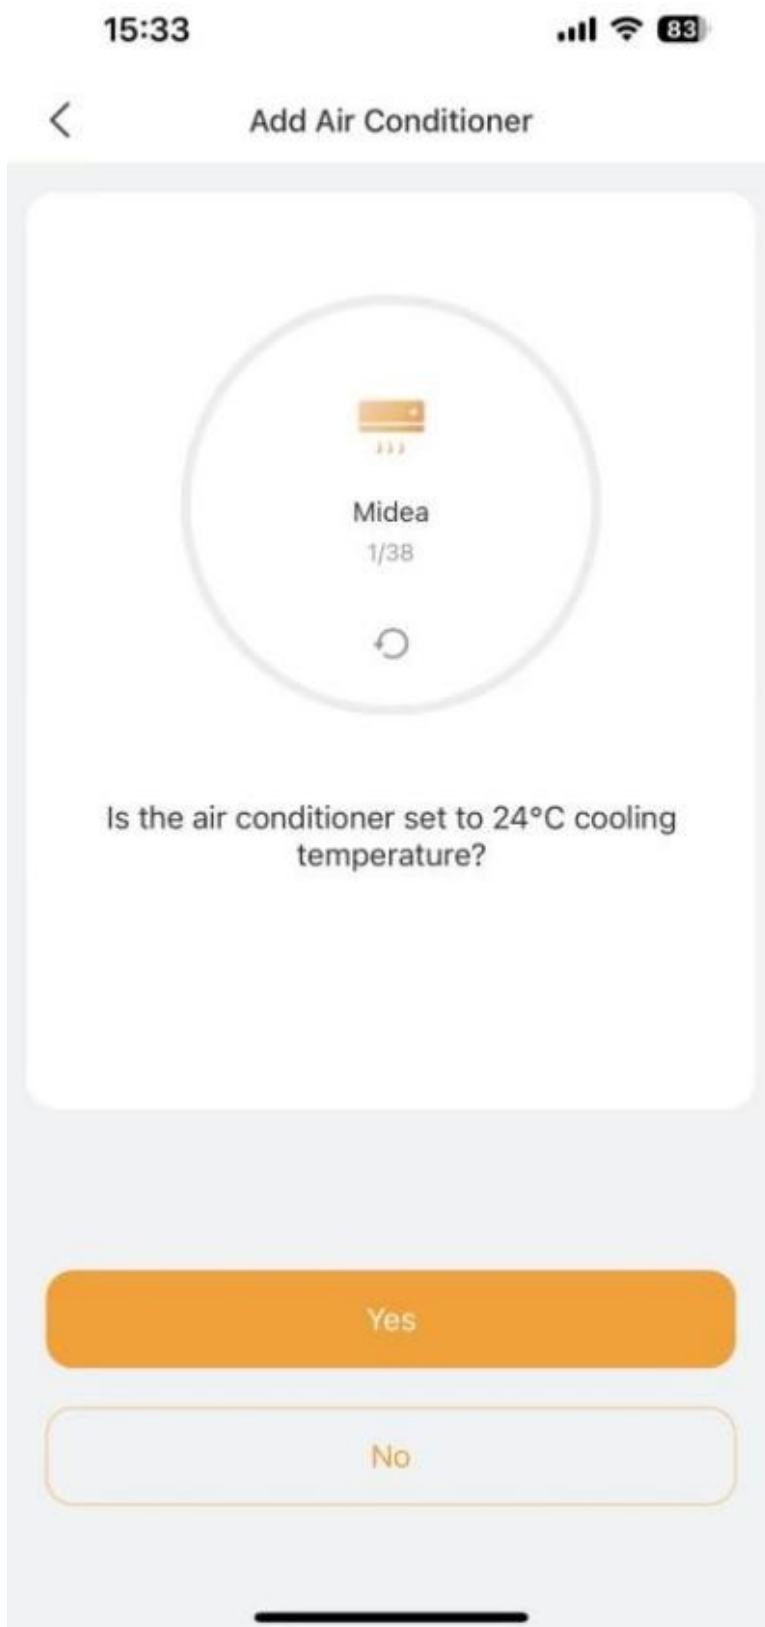 15:33
83
Add Air Conditioner
Midea
1/38
Is the air conditioner set to 24°C cooling
temperature?
Yes
No